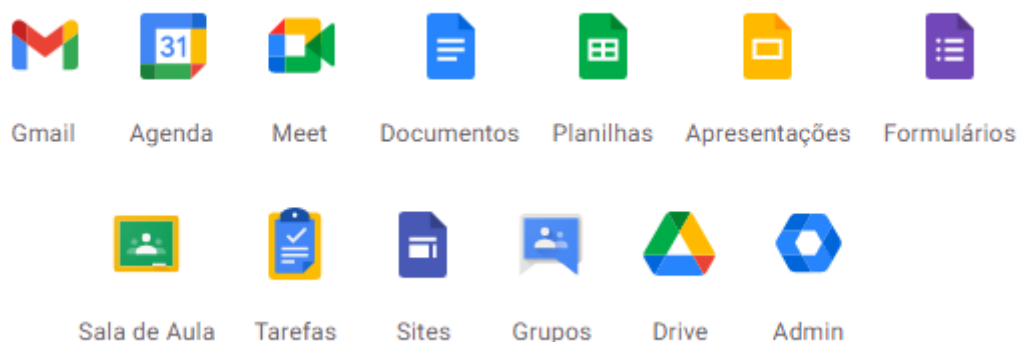 31
Gmail Agenda Meet Documentos Planilhas Apresentações Formulários
Sala de Aula Tarefas Sites Grupos Drive Admin